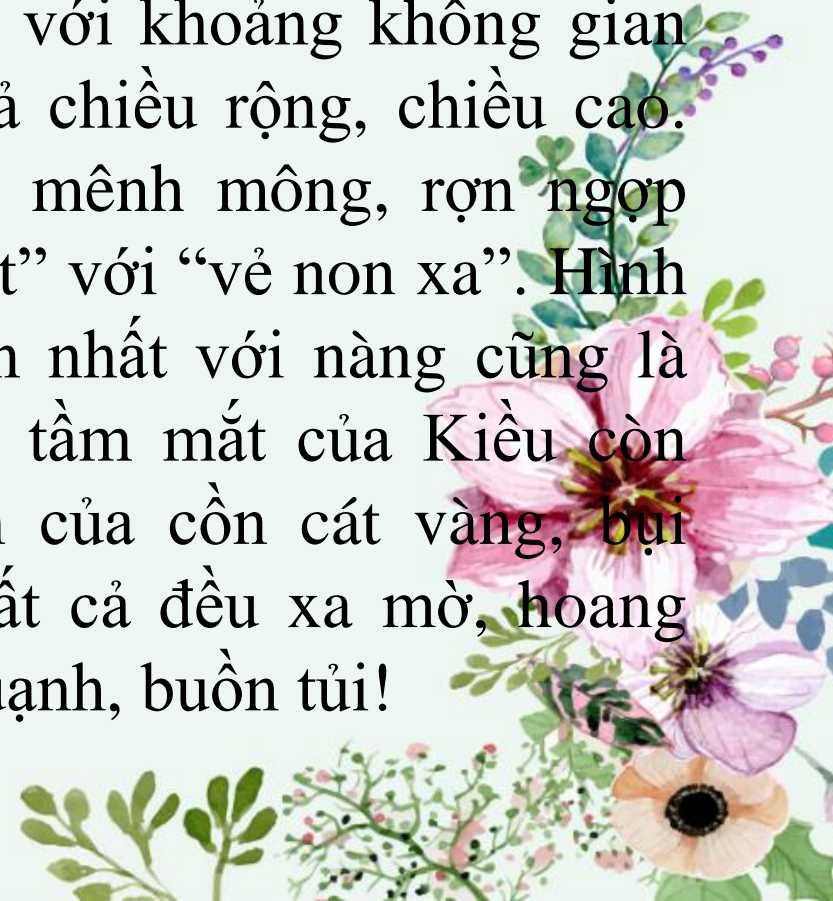 với khoảng không gian
chiều rộng, chiều cao.
mênh mông, rợn ngợp
với “vẻ non xa”. Hình
nhất với nàng cũng là
tầm mắt của Kiều còn
của cồn cát vàng, bụi
cả đều xa mờ, hoang
buồn tủi!